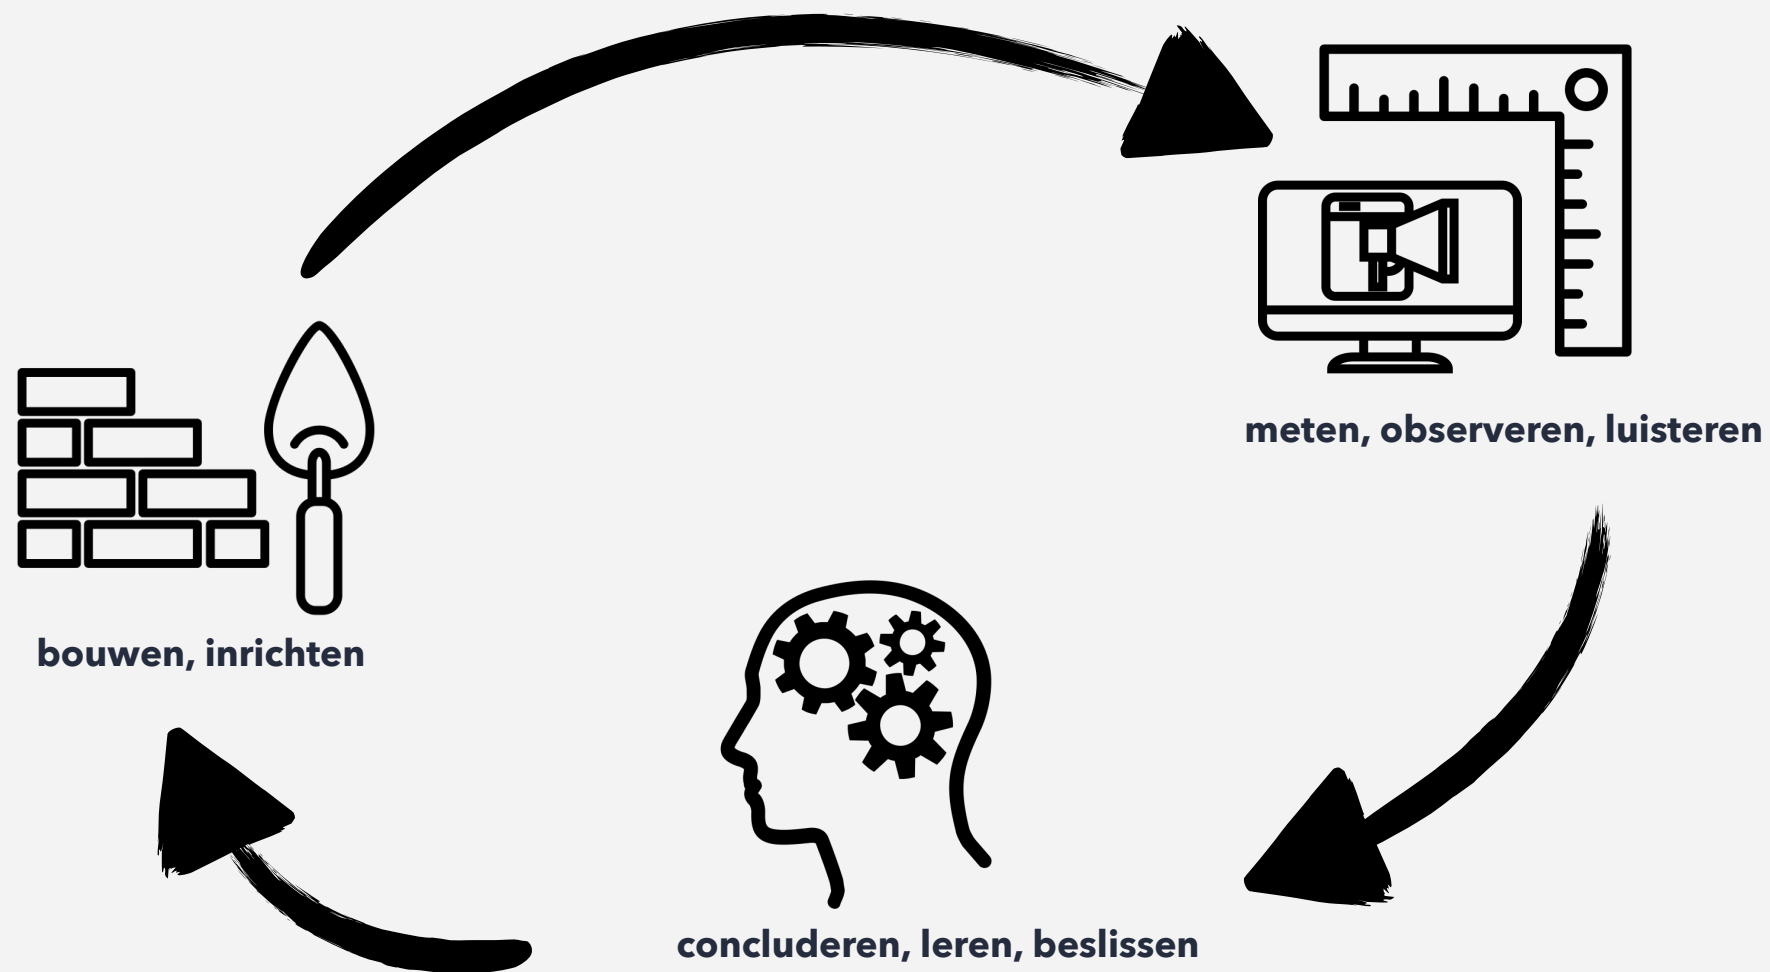 meten, observeren, luisteren
bouwen, inrichten
concluderen, leren, beslissen